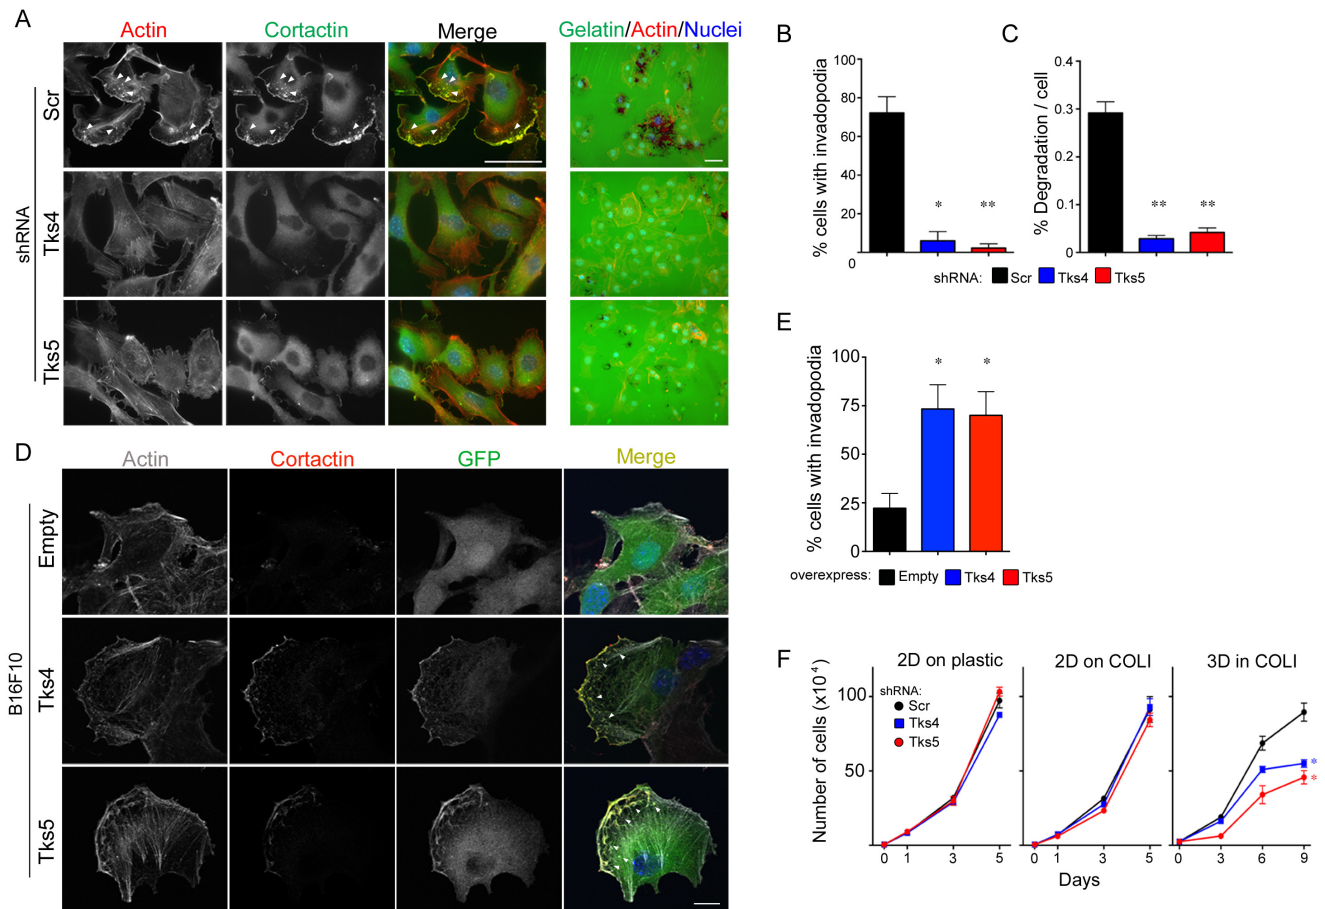 A
Actin
Cortactin
Merge
Gelatin/Actin/Nuclei
shRNA
Scr
Tks4
Tks5
B
% cells with invadopodia
100
80
60
40
20
0
*
**
C
% Degradation / cell
0.4
0.3
0.2
0.1
0
**
**
shRNA: Scr Tks4 Tks5
D
Actin
Cortactin
GFP
Merge
B16F10
Empty
Tks4
Tks5
E
% cells with invadopodia
100
75
50
25
0
*
*
overexpress: Empty Tks4 Tks5
F
Number of cells (x10⁴)
100
50
2D on plastic
shRNA:
Scr
Tks4
Tks5
0 1 3 5
2D on COLI
0 1 3 5
3D in COLI
*
*
0 3 6 9
Days